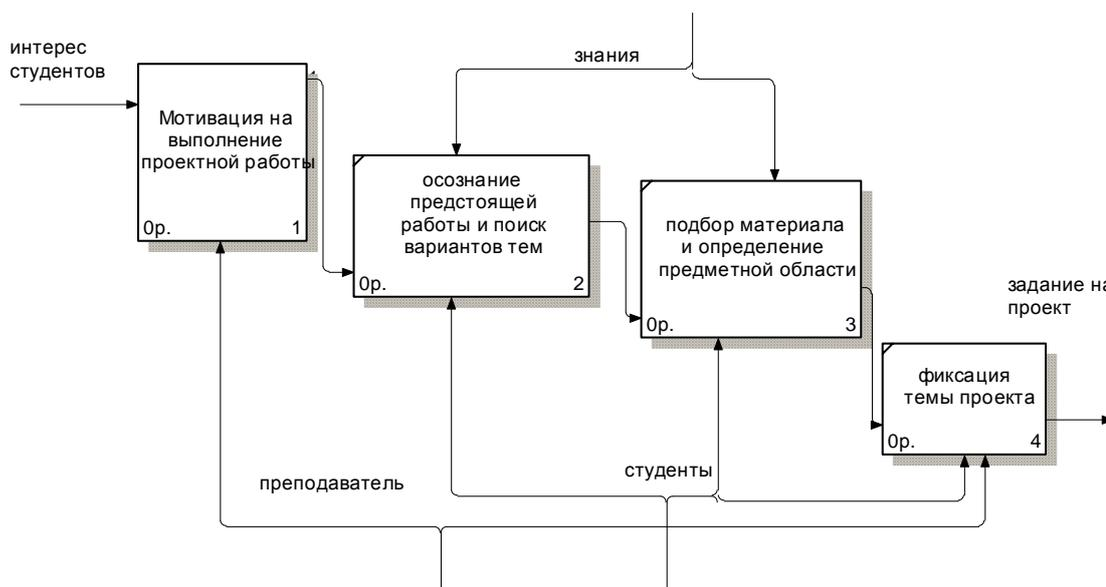 интерес
студентов
знания
Мотивация на
выполнение
проектной работы
0р. 1
осознание
предстоящей
работы и поиск
вариантов тем
0р. 2
подбор материала
и определение
предметной области
0р. 3
задание на
проект
фиксация
темы проекта
0р. 4
студенты
преподаватель